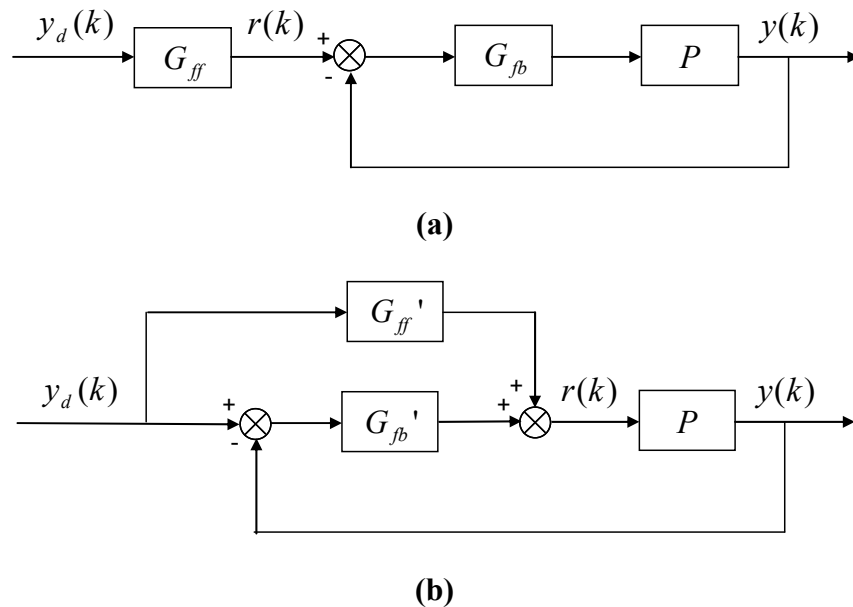 y_d(k) r(k) y(k)
+
G_ff G_fb P
-
(a)
G_ff'
y_d(k) + + + r(k) y(k)
G_fb' P
-
(b)